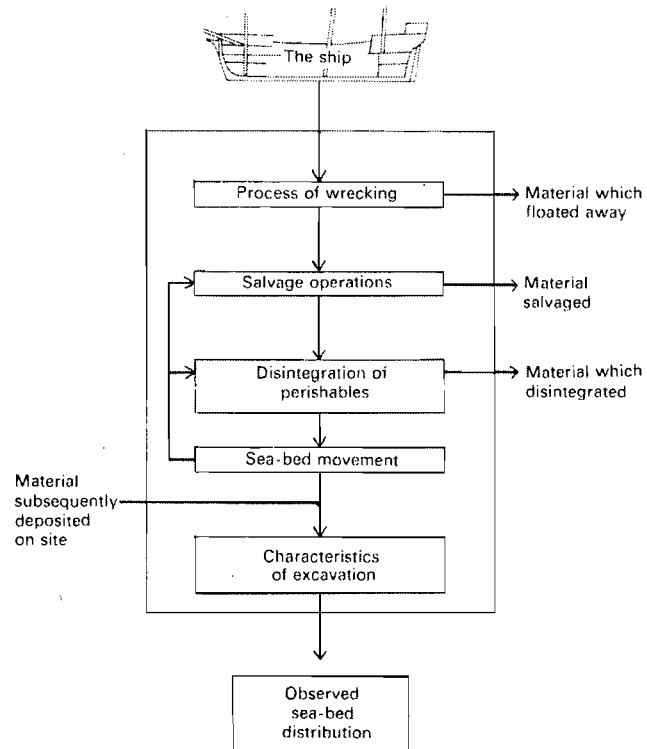 The ship
Process of wrecking
Material which
floated away
Salvage operations
Material
salvaged
Disintegration of
perishables
Material which
disintegrated
Sea-bed movement
Material
subsequently
deposited
on site
Characteristics
of excavation
Observed
sea-bed
distribution